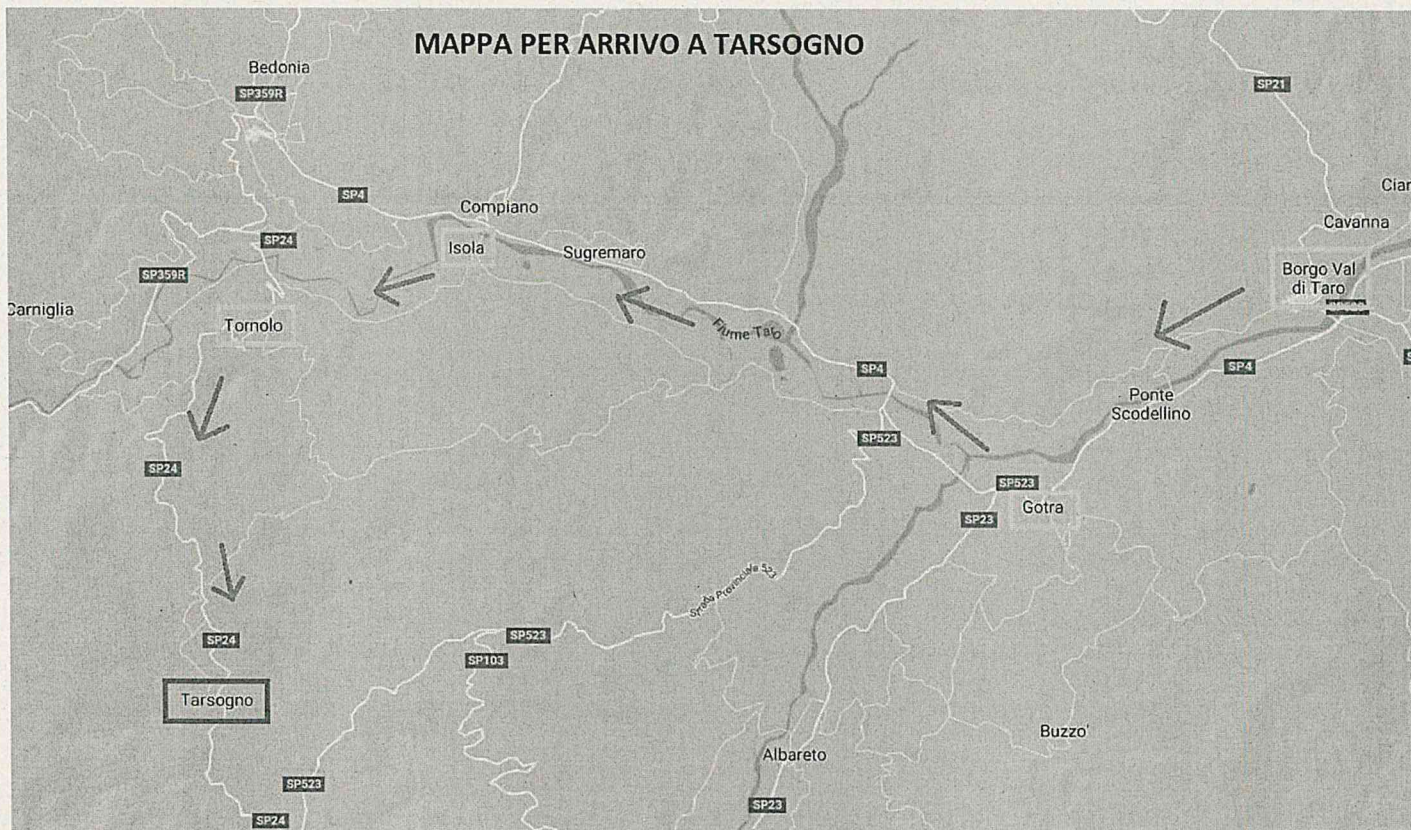 MAPPA PER ARRIVO A TARSOGNO
Bedonia
SP359R
SP21
SP4
Compiano
Cavanna
SP24
Isola
Sugremaro
SP359R
Borgo Val
di Taro
Carniglia
Tornolo
Fiume Taro
SP4
SP4
Ponte
Scodellino
SP523
SP24
SP523
Gotra
SP23
Strada Provinciale 523
SP24
SP523
SP103
Tarsogno
Buzzo'
Albareto
SP523
SP23
SP24